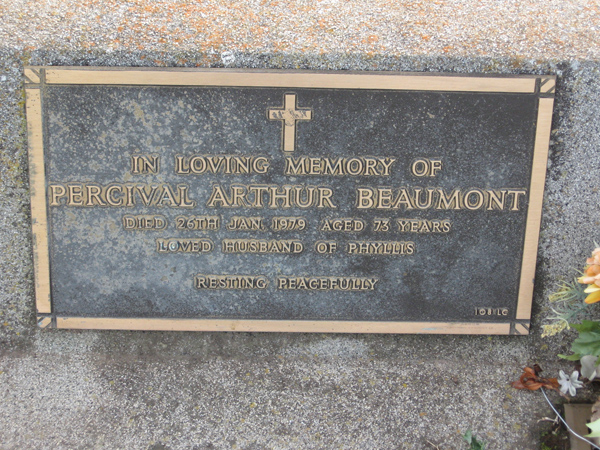 IN LOVING MEMORY OF
PERCIVAL ARTHUR BEAUMONT
DIED 26TH JAN. 1979 AGED 73 YEARS
LOVED HUSBAND OF PHYLLIS
RESTING PEACEFULLY